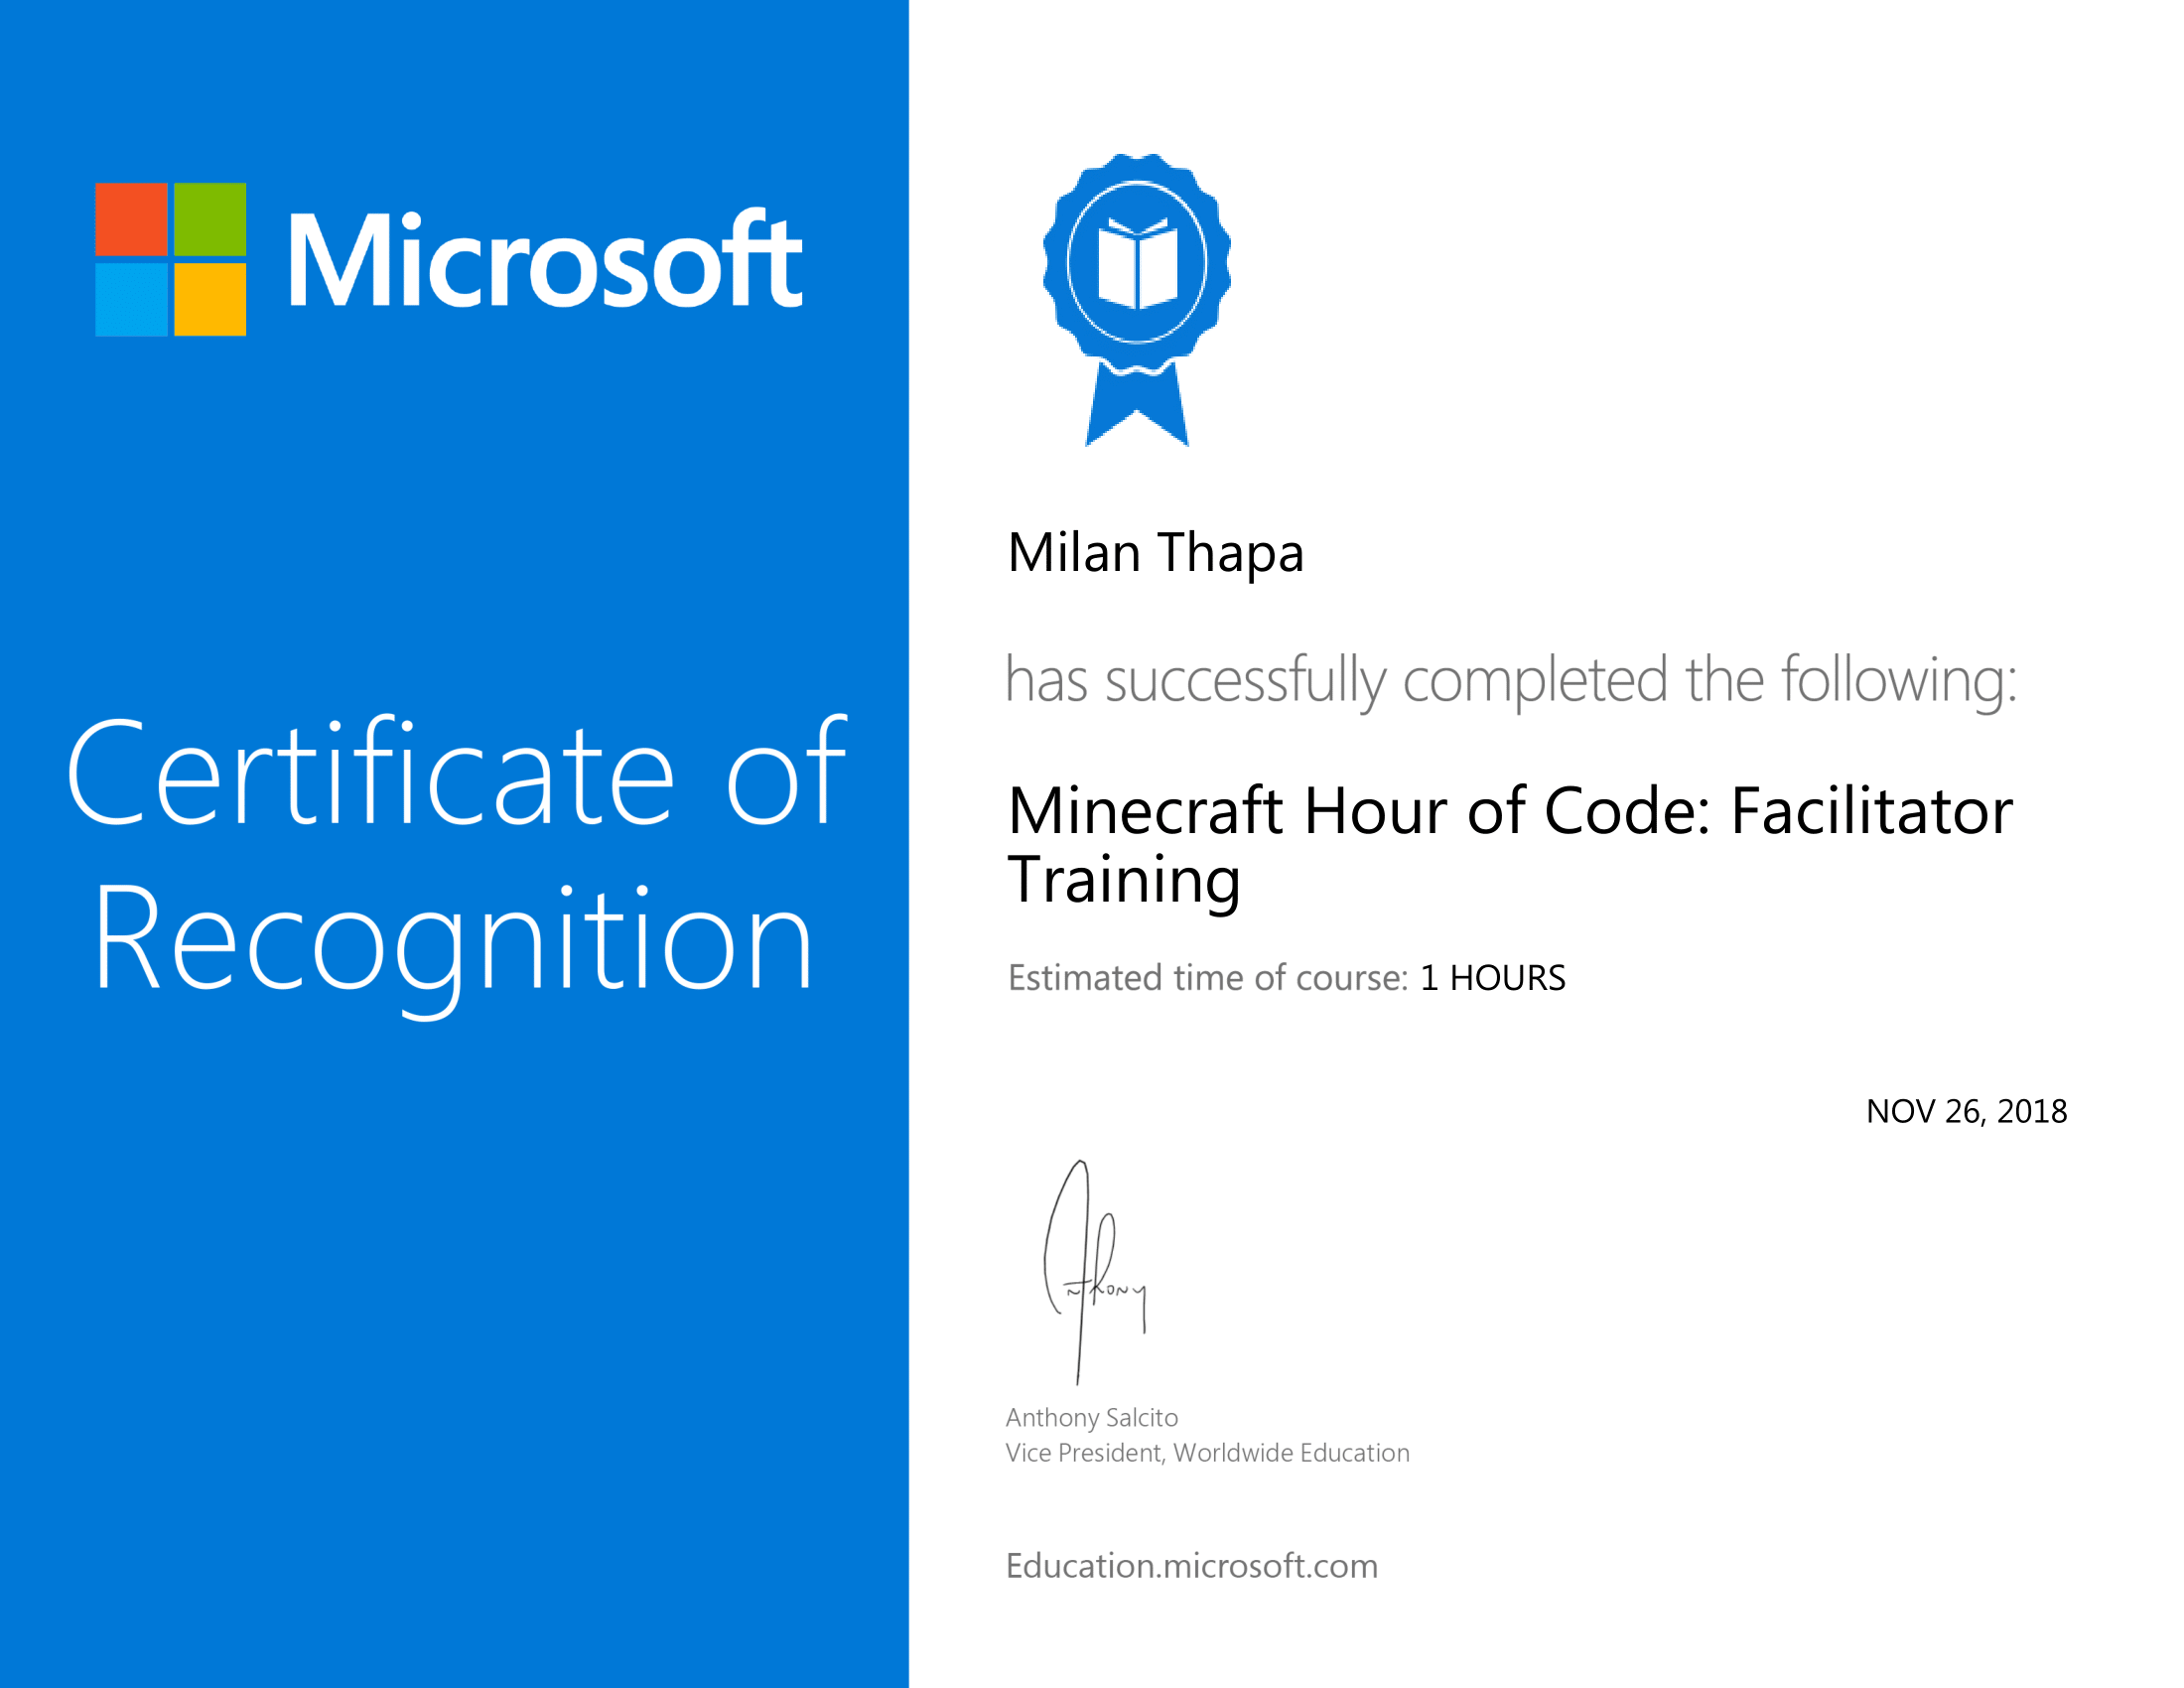 Microsoft
Certificate of
Recognition
Milan Thapa
has successfully completed the following:
Minecraft Hour of Code: Facilitator
Training
Estimated time of course: 1 HOURS
NOV 26, 2018
Anthony
Anthony Salcito
Vice President, Worldwide Education
Education.microsoft.com